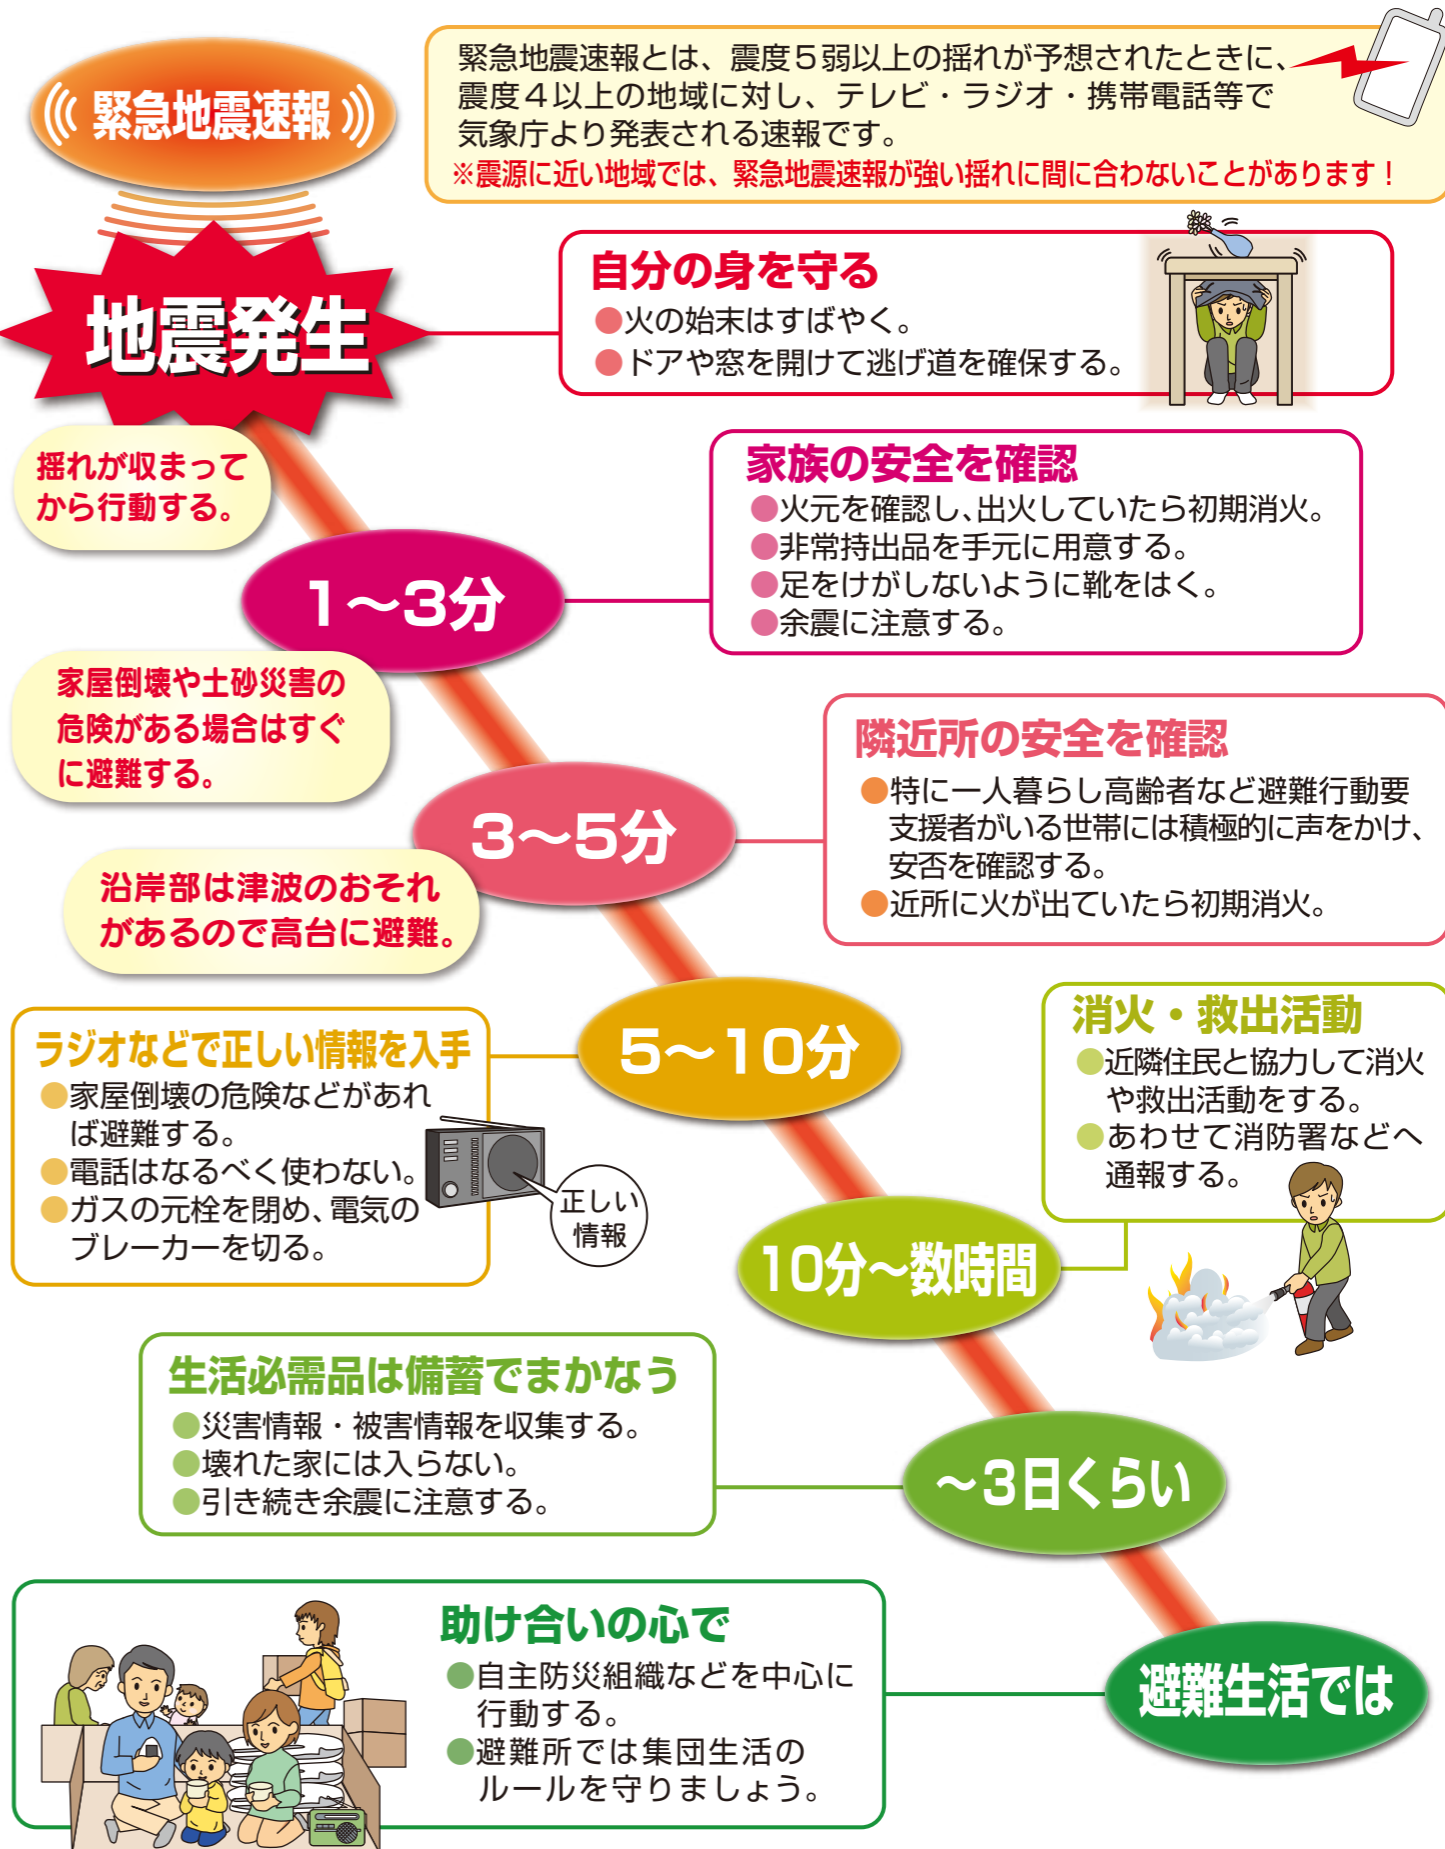 緊急地震速報
緊急地震速報とは、震度5弱以上の揺れが予想されたときに、
震度4以上の地域に対し、テレビ・ラジオ・携帯電話等で
気象庁より発表される速報です。
※震源に近い地域では、緊急地震速報が強い揺れに間に合わないことがあります！
地震発生
自分の身を守る
●火の始末はすばやく。
●ドアや窓を開けて逃げ道を確保する。
揺れが収まって
から行動する。
1〜3分
家族の安全を確認
●火元を確認し、出火していたら初期消火。
●非常持出品を手元に用意する。
●足をけがしないように靴をはく。
●余震に注意する。
家屋倒壊や土砂災害の
危険がある場合はすぐ
に避難する。
3〜5分
隣近所の安全を確認
●特に一人暮らし高齢者など避難行動要
支援者がいる世帯には積極的に声をかけ、
安否を確認する。
●近所に火が出ていたら初期消火。
沿岸部は津波のおそれ
があるので高台に避難。
5〜10分
ラジオなどで正しい情報を入手
●家屋倒壊の危険などがあれ
ば避難する。
●電話はなるべく使わない。
●ガスの元栓を閉め、電気の
ブレーカーを切る。
正しい
情報
10分〜数時間
消火・救出活動
●近隣住民と協力して消火
や救出活動をする。
●あわせて消防署などへ
通報する。
〜3日くらい
生活必需品は備蓄でまかなう
●災害情報・被害情報を収集する。
●壊れた家には入らない。
●引き続き余震に注意する。
避難生活では
助け合いの心で
●自主防災組織などを中心に
行動する。
●避難所では集団生活の
ルールを守りましょう。